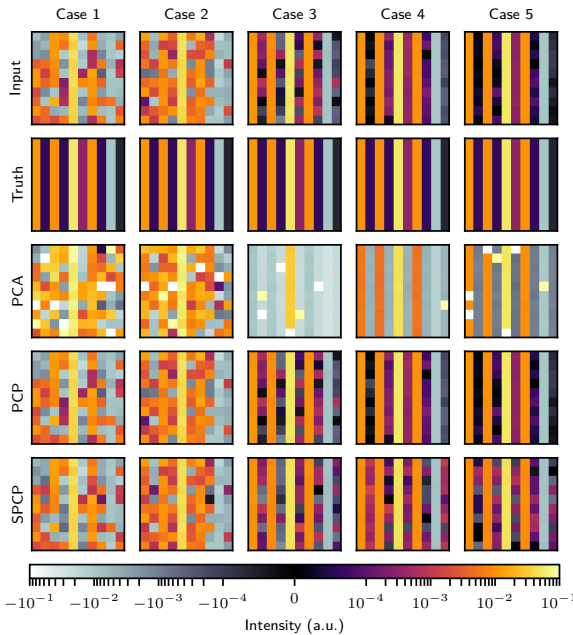 Case 1 Case 2 Case 3 Case 4 Case 5
Input
Truth
PCA
PCP
SPCP
−10⁻¹ −10⁻² −10⁻³ −10⁻⁴ 0 10⁻⁴ 10⁻³ 10⁻² 10⁻¹
Intensity (a.u.)